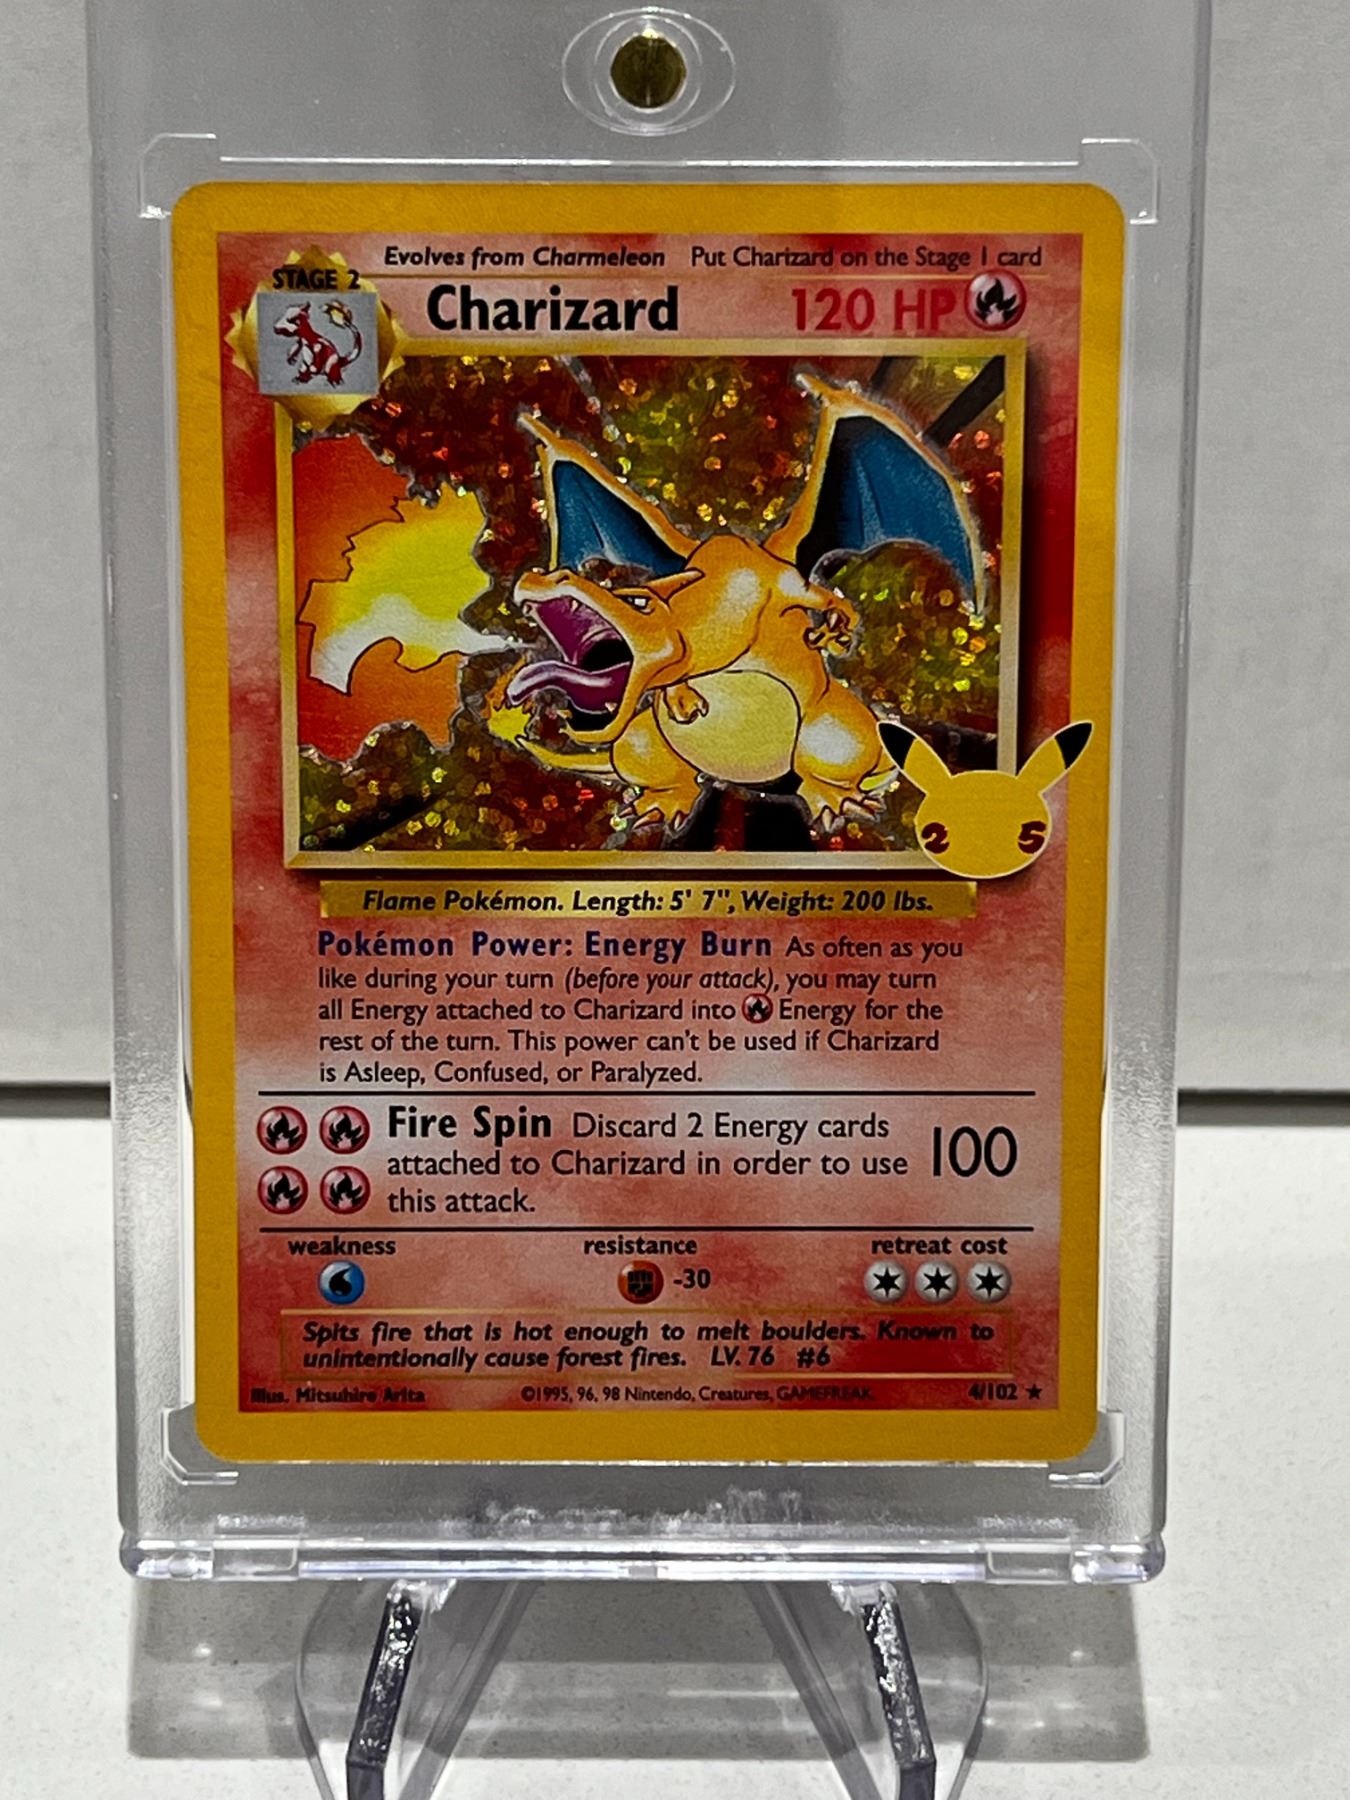 Evolves from Charmeleon Put Charizard on the Stage 1 card
STAGE 2
Charizard 120 HP
2 5
Flame Pokémon. Length: 5' 7", Weight: 200 lbs.
Pokémon Power: Energy Burn As often as you
like during your turn (before your attack), you may turn
all Energy attached to Charizard into Energy for the
rest of the turn. This power can't be used if Charizard
is Asleep, Confused, or Paralyzed.
Fire Spin Discard 2 Energy cards
attached to Charizard in order to use
this attack.
100
weakness resistance retreat cost
-30
Spits fire that is hot enough to melt boulders. Known to
unintentionally cause forest fires. LV. 76 #6
Illus. Mitsuhiro Arita ©1995, 96, 98 Nintendo, Creatures, GAMEFREAK. 4/102 ★